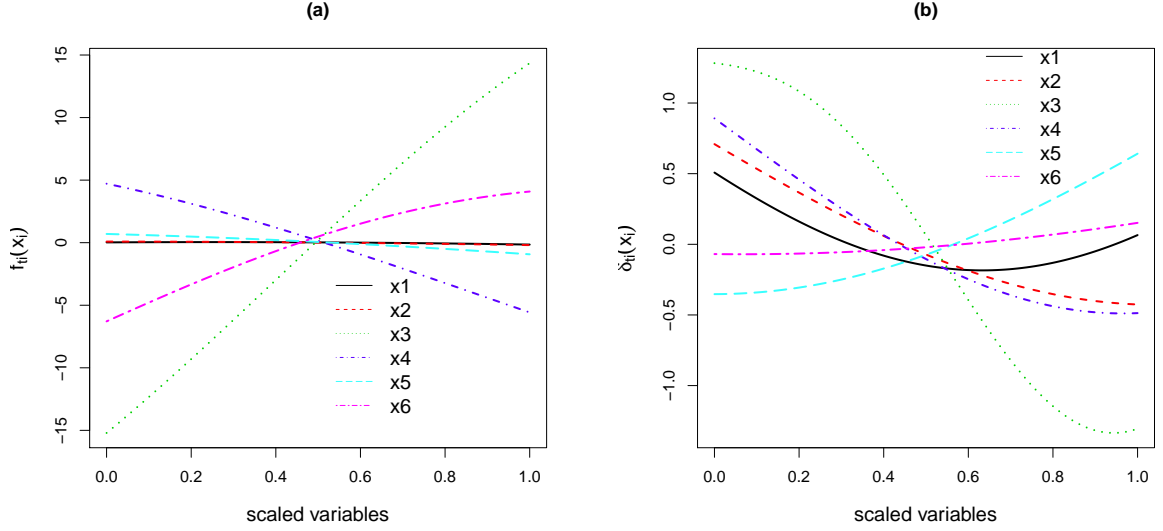 (a)
15
10
5
0
−5
−10
−15
f_ti(x_i)
0.0 0.2 0.4 0.6 0.8 1.0
scaled variables
x1
x2
x3
x4
x5
x6
(b)
1.0
0.5
0.0
−0.5
−1.0
δ_ti(x_i)
0.0 0.2 0.4 0.6 0.8 1.0
scaled variables
x1
x2
x3
x4
x5
x6